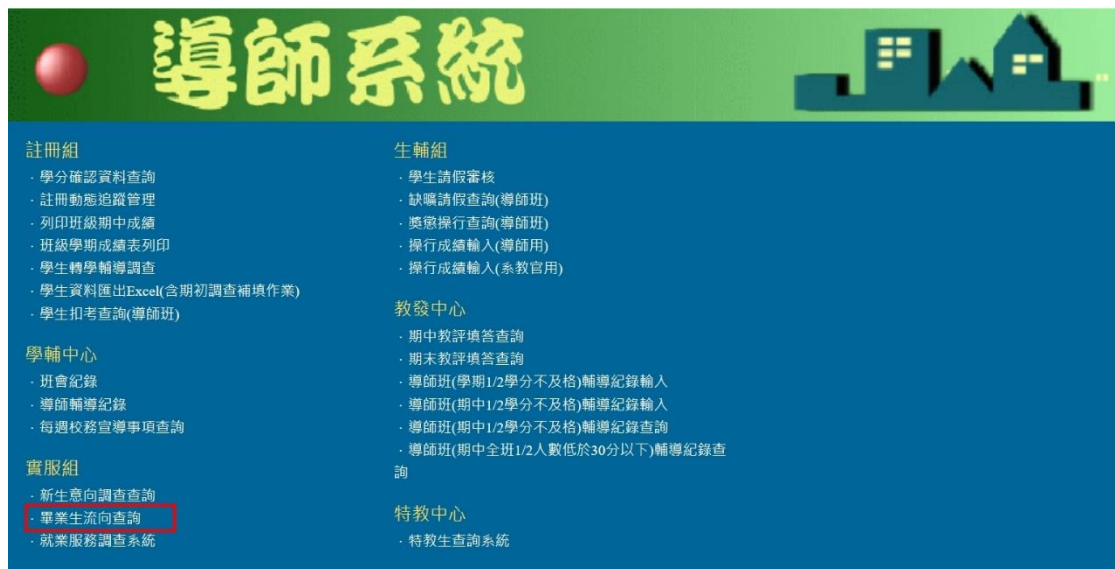 導師系統
註冊組
· 學分確認資料查詢
· 註冊動態追蹤管理
· 列印班級期中成績
· 班級學期成績表列印
· 學生轉學輔導調查
· 學生資料匯出Excel(含期初調查補填作業)
· 學生扣考查詢(導師班)
學輔中心
· 班會紀錄
· 導師輔導紀錄
· 每週校務宣導事項查詢
實服組
· 新生意向調查查詢
· 畢業生流向查詢
· 就業服務調查系統
生輔組
· 學生請假審核
· 缺曠請假查詢(導師班)
· 獎懲操行查詢(導師班)
· 操行成績輸入(導師用)
· 操行成績輸入(系教官用)
教發中心
· 期中教評填答查詢
· 期末教評填答查詢
· 導師班(學期1/2學分不及格)輔導紀錄輸入
· 導師班(期中1/2學分不及格)輔導紀錄輸入
· 導師班(期中1/2學分不及格)輔導紀錄查詢
· 導師班(期中全班1/2人數低於30分以下)輔導紀錄查
詢
特教中心
· 特教生查詢系統